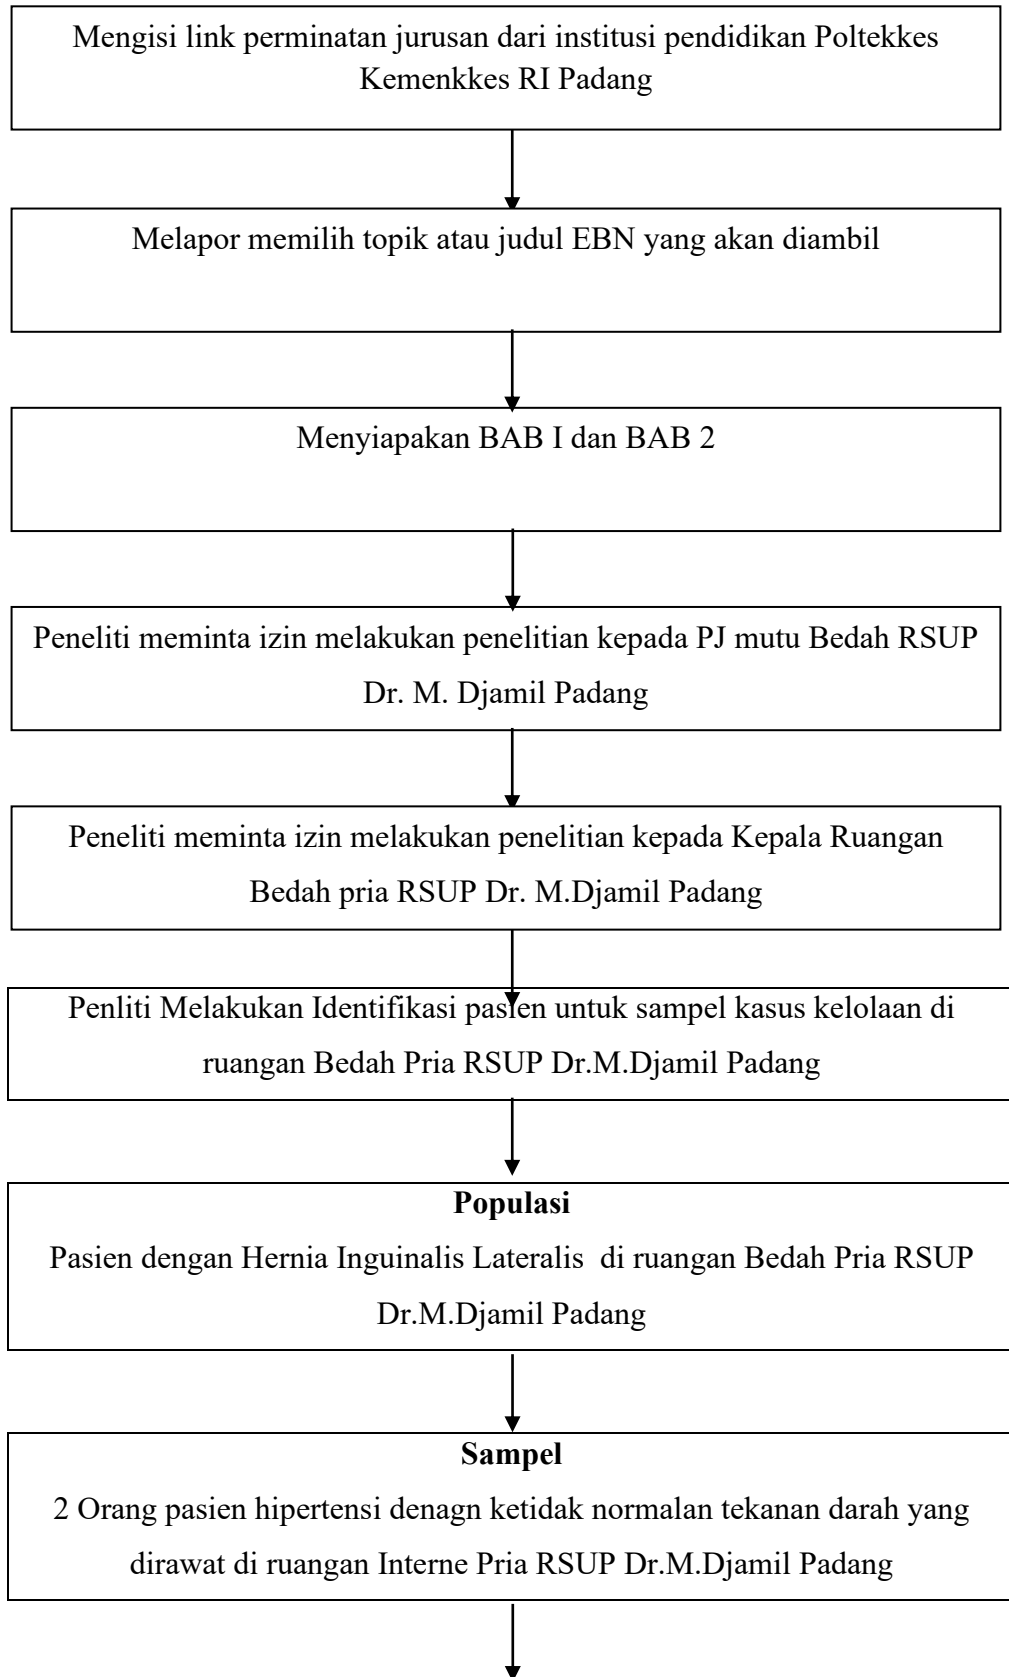 Mengisi link perminatan jurusan dari institusi pendidikan Poltekkes
Kemenkkes RI Padang
Melapor memilih topik atau judul EBN yang akan diambil
Menyiapakan BAB I dan BAB 2
Peneliti meminta izin melakukan penelitian kepada PJ mutu Bedah RSUP
Dr. M. Djamil Padang
Peneliti meminta izin melakukan penelitian kepada Kepala Ruangan
Bedah pria RSUP Dr. M.Djamil Padang
Penliti Melakukan Identifikasi pasien untuk sampel kasus kelolaan di
ruangan Bedah Pria RSUP Dr.M.Djamil Padang
Populasi
Pasien dengan Hernia Inguinalis Lateralis di ruangan Bedah Pria RSUP
Dr.M.Djamil Padang
Sampel
2 Orang pasien hipertensi denagn ketidak normalan tekanan darah yang
dirawat di ruangan Interne Pria RSUP Dr.M.Djamil Padang